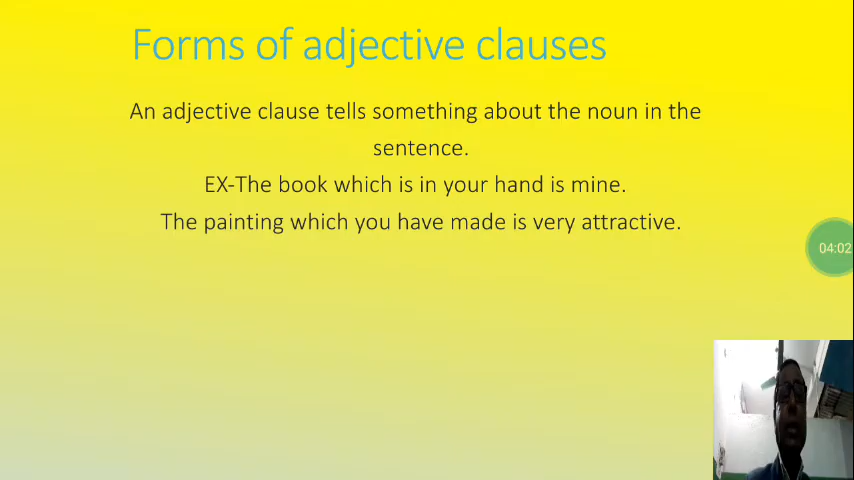 Forms of adjective clauses
An adjective clause tells something about the noun in the
sentence.
EX-The book which is in your hand is mine.
The painting which you have made is very attractive.
04:02